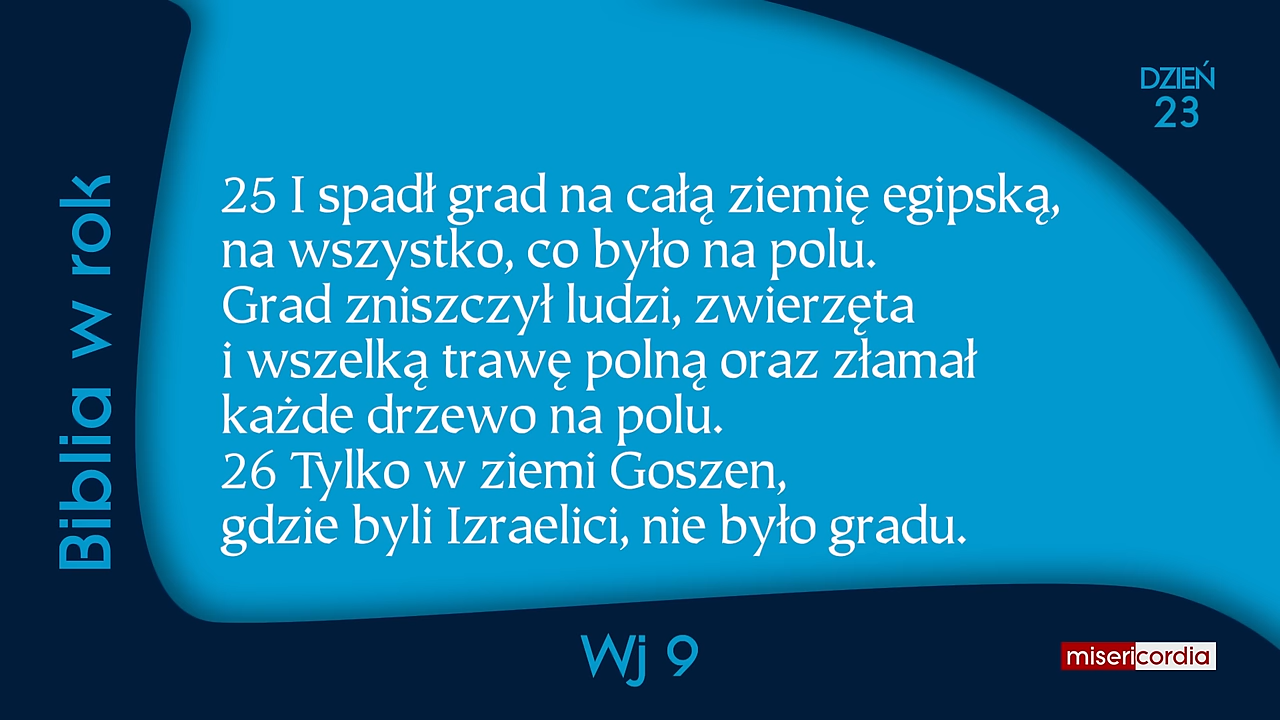 DZIEŃ
23
Biblia w rok
25 I spadł grad na całą ziemię egipską,
na wszystko, co było na polu.
Grad zniszczył ludzi, zwierzęta
i wszelką trawę polną oraz złamał
każde drzewo na polu.
26 Tylko w ziemi Goszen,
gdzie byli Izraelici, nie było gradu.
Wj 9
misericordia